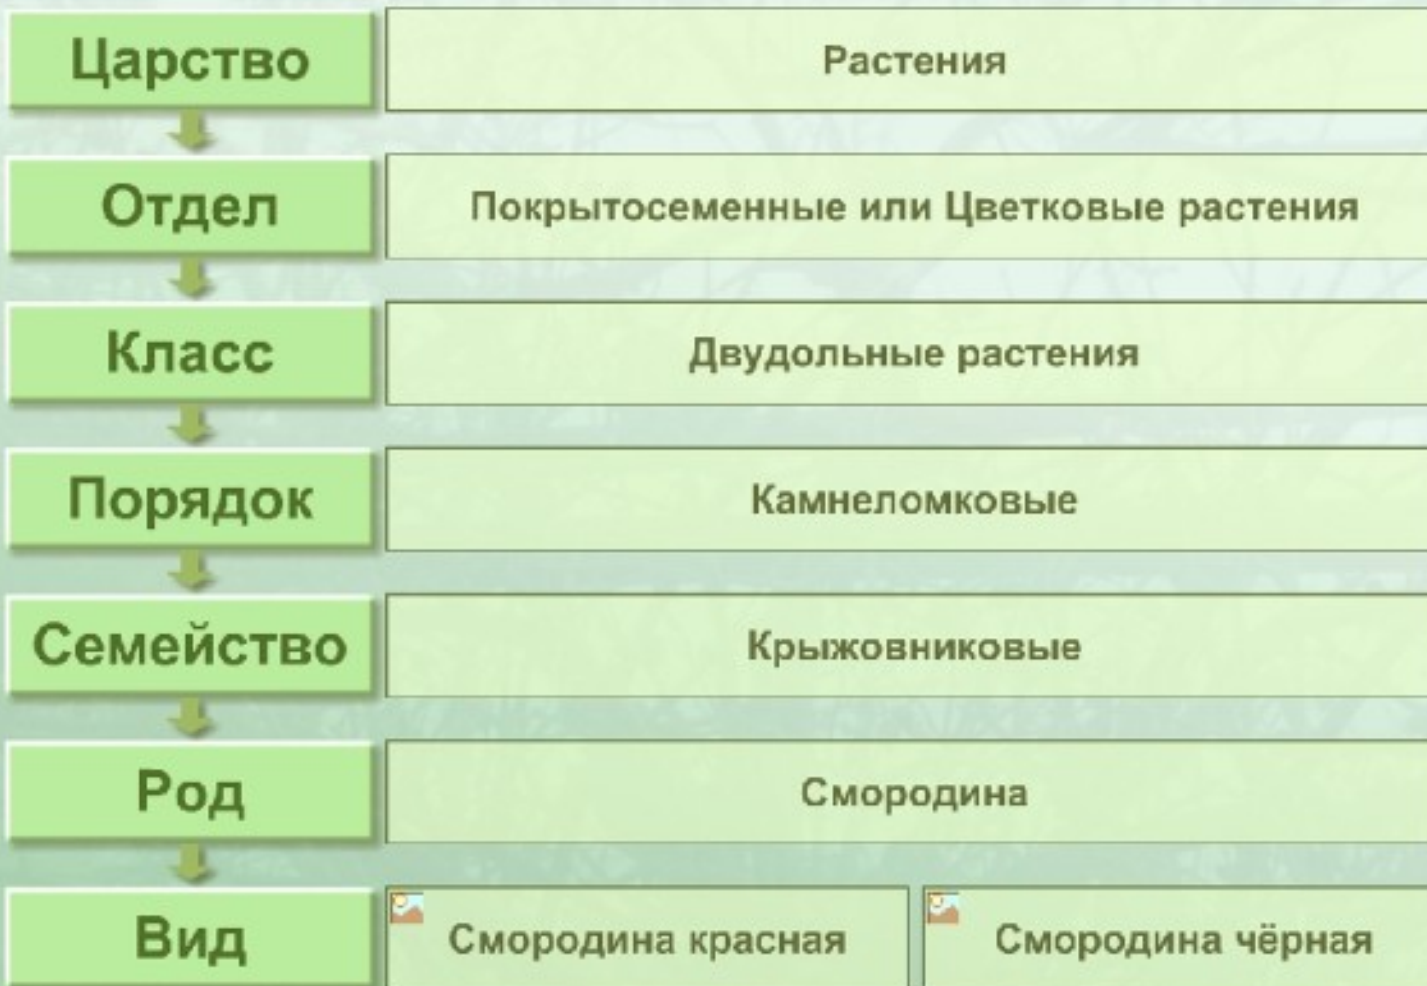 Царство
Растения
Отдел
Покрытосеменные или Цветковые растения
Класс
Двудольные растения
Порядок
Камнеломковые
Семейство
Крыжовниковые
Род
Смородина
Вид
Смородина красная
Смородина чёрная